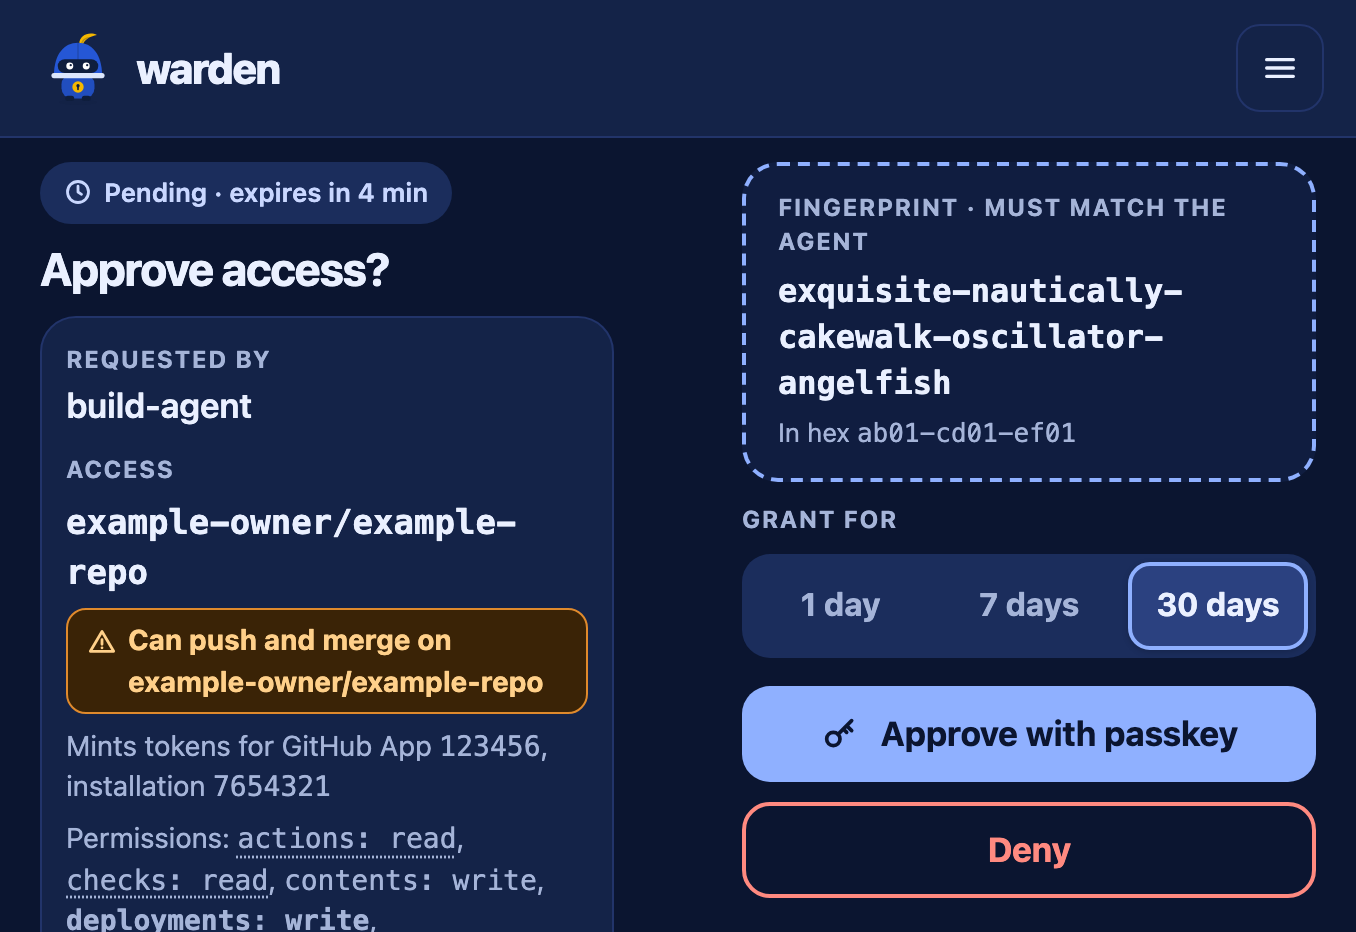 warden
Pending · expires in 4 min
Approve access?
REQUESTED BY
build-agent
ACCESS
example-owner/example-
repo
Can push and merge on
example-owner/example-repo
Mints tokens for GitHub App 123456,
installation 7654321
Permissions: actions: read,
checks: read, contents: write,
deployments: write,
FINGERPRINT · MUST MATCH THE
AGENT
exquisite-nautically-
cakewalk-oscillator-
angelfish
In hex ab01-cd01-ef01
GRANT FOR
1 day
7 days
30 days
Approve with passkey
Deny